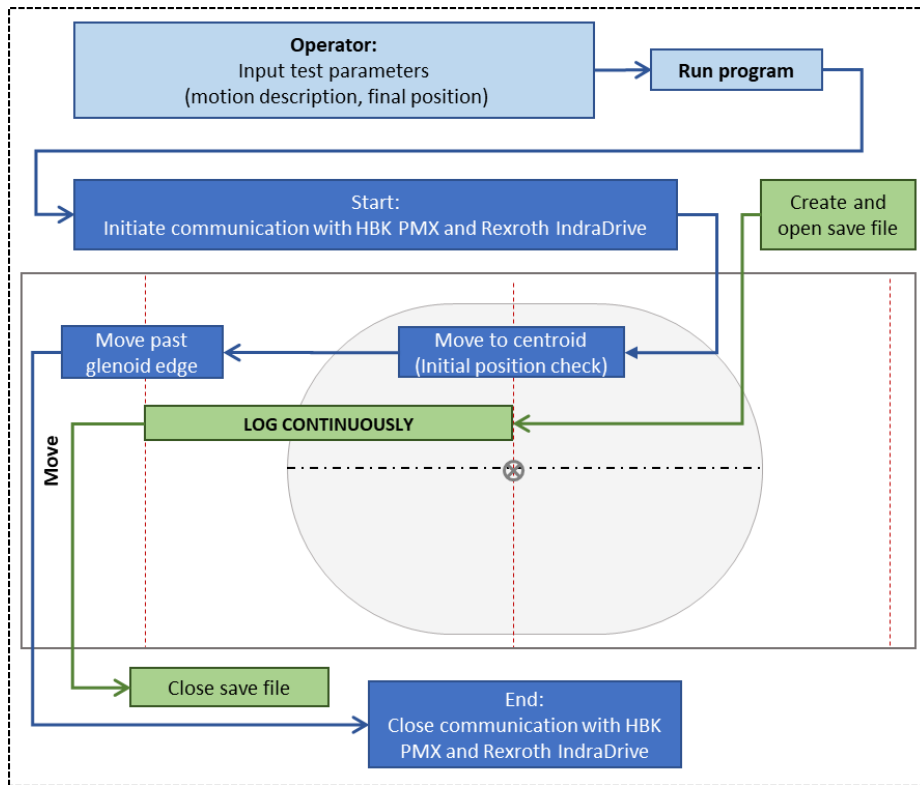 Operator:
Input test parameters
(motion description, final position)
Run program
Start:
Initiate communication with HBK PMX and Rexroth IndraDrive
Create and
open save file
Move past
glenoid edge
Move to centroid
(Initial position check)
LOG CONTINUOUSLY
Move
Close save file
End:
Close communication with HBK
PMX and Rexroth IndraDrive